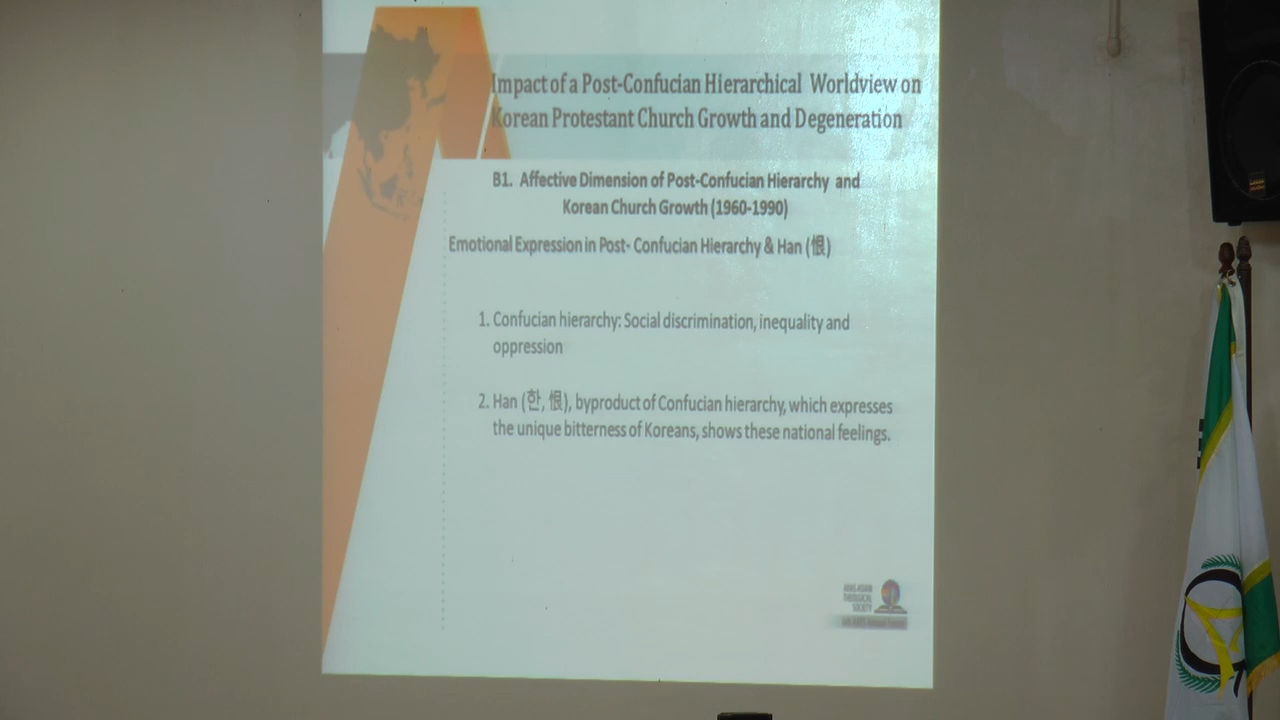 Impact of a Post-Confucian Hierarchical Worldview on
Korean Protestant Church Growth and Degeneration
B1. Affective Dimension of Post-Confucian Hierarchy and
Korean Church Growth (1960-1990)
Emotional Expression in Post- Confucian Hierarchy & Han (恨)
1. Confucian hierarchy: Social discrimination, inequality and
oppression
2. Han (한, 恨), byproduct of Confucian hierarchy, which expresses
the unique bitterness of Koreans, shows these national feelings.
THEOLOGICAL
SOCIETY